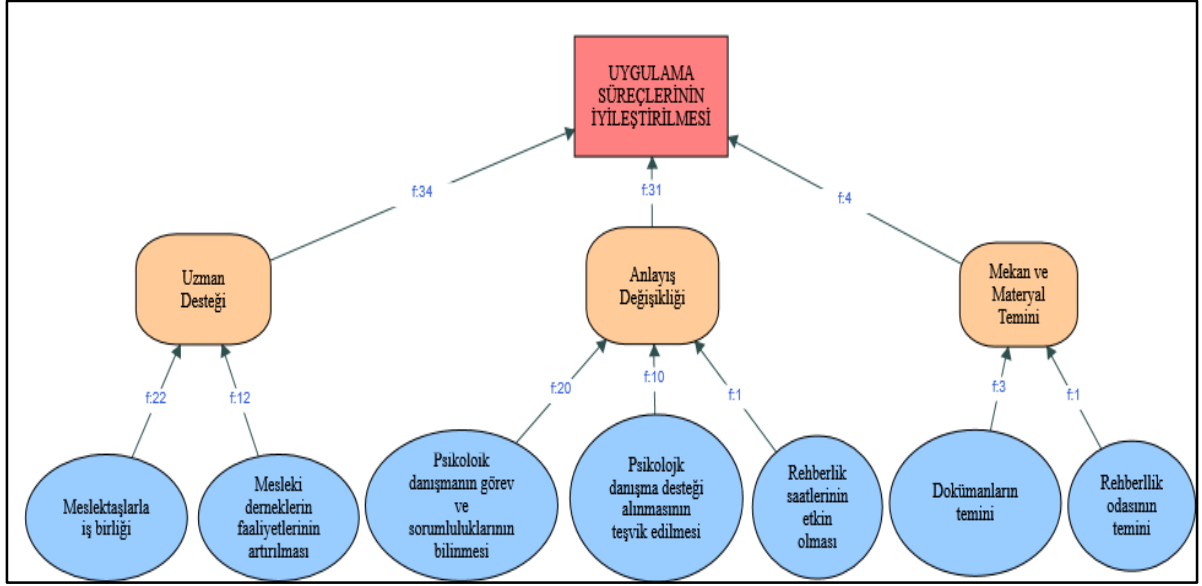 UYGULAMA
SÜREÇLERİNİN
İYİLEŞTİRİLMESİ
f:34
f:31
f:4
Uzman
Desteği
Anlayış
Değişikliği
Mekan ve
Materyal
Temini
f:22
f:12
f:20
f:10
f:1
f:3
f:1
Meslektaşlarla
iş birliği
Mesleki
derneklerin
faaliyetlerinin
artırılması
Psikoloik
danışmanın görev
ve
sorumluluklarının
bilinmesi
Psikolojk
danışma desteği
alınmasının
teşvik edilmesi
Rehberlik
saatlerinin
etkin
olması
Dokümanların
temini
Rehberllik
odasının
temini